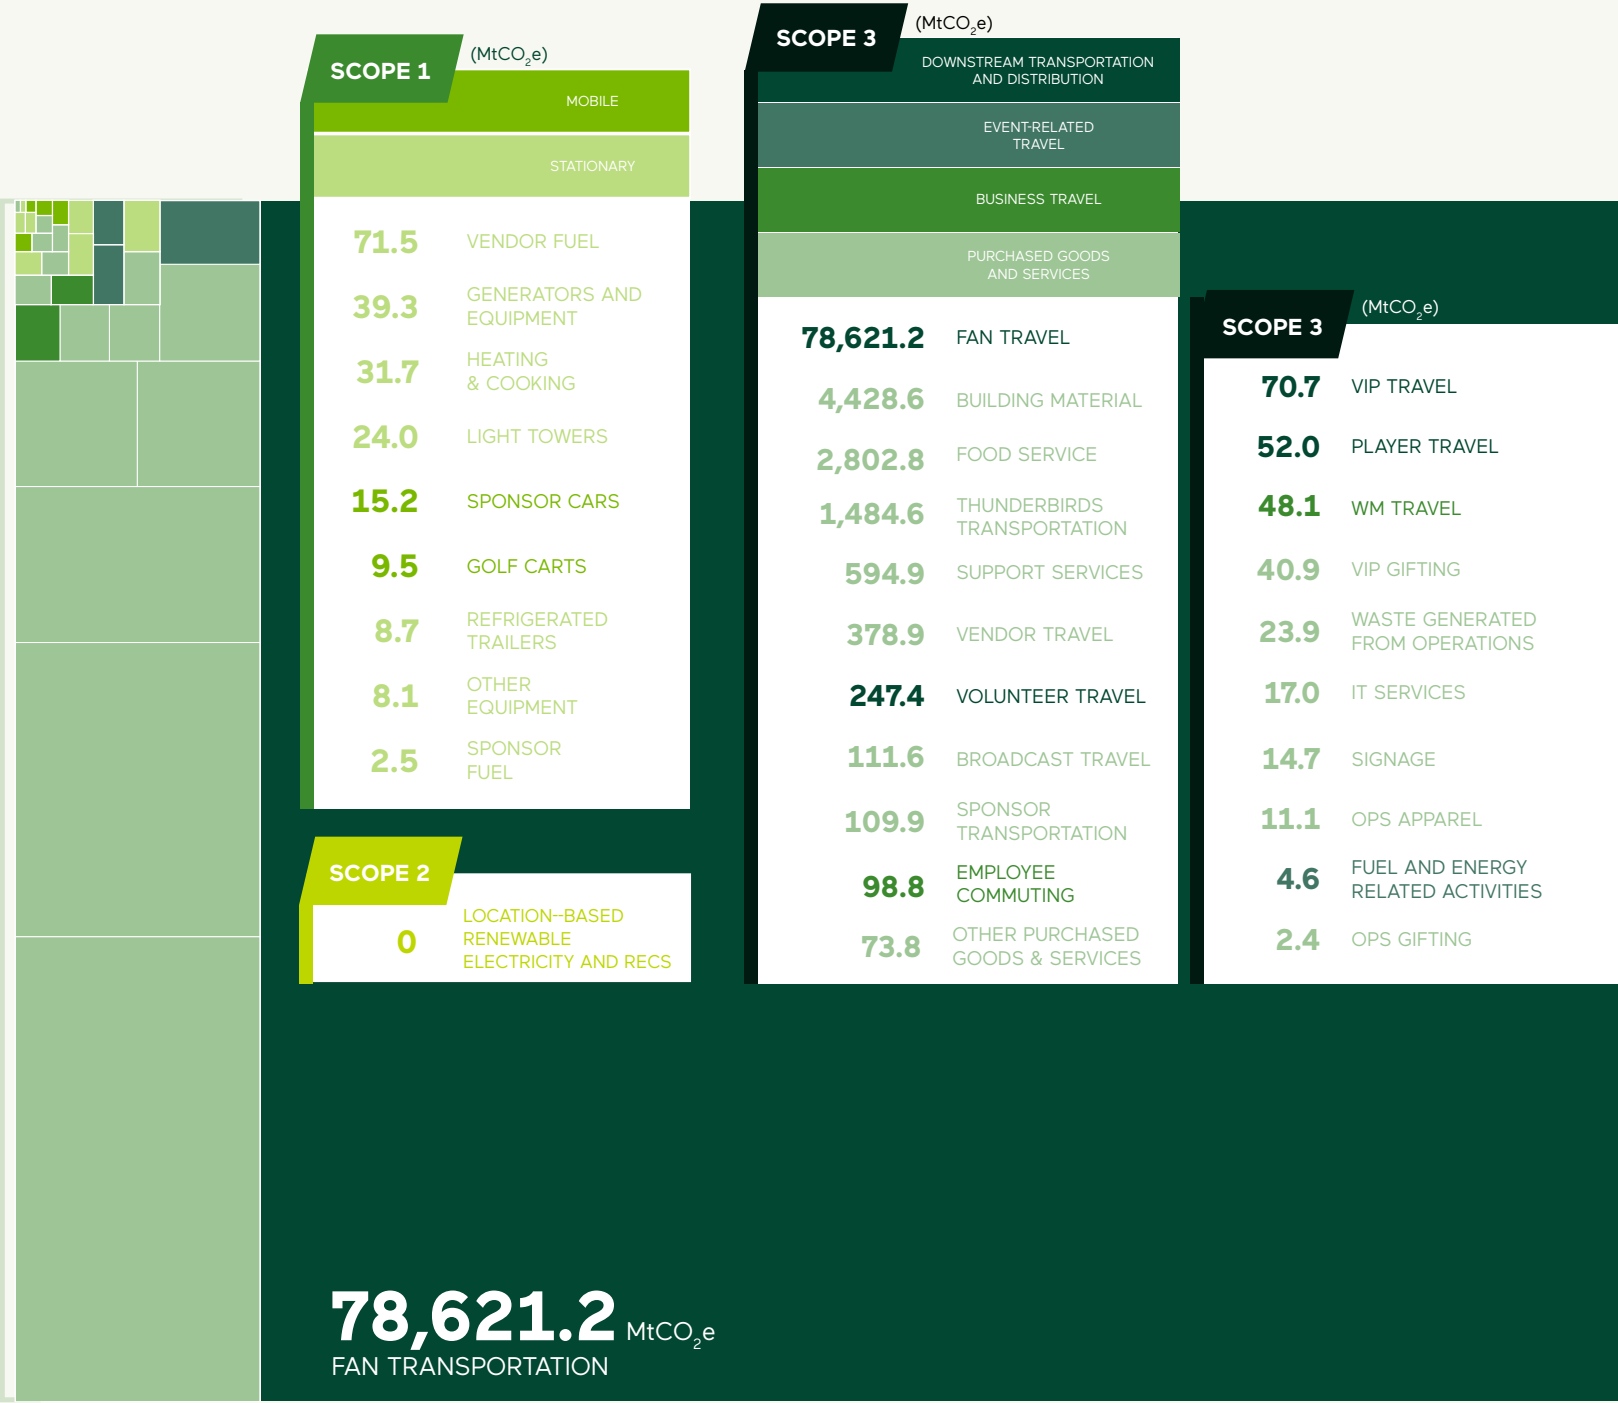 SCOPE 1
(MtCO₂e)
MOBILE
STATIONARY
71.5 VENDOR FUEL
39.3 GENERATORS AND
EQUIPMENT
31.7 HEATING
& COOKING
24.0 LIGHT TOWERS
15.2 SPONSOR CARS
9.5 GOLF CARTS
8.7 REFRIGERATED
TRAILERS
8.1 OTHER
EQUIPMENT
2.5 SPONSOR
FUEL
SCOPE 2
0 LOCATION--BASED
RENEWABLE
ELECTRICITY AND RECS
SCOPE 3
(MtCO₂e)
DOWNSTREAM TRANSPORTATION
AND DISTRIBUTION
EVENT-RELATED
TRAVEL
BUSINESS TRAVEL
PURCHASED GOODS
AND SERVICES
78,621.2 FAN TRAVEL
4,428.6 BUILDING MATERIAL
2,802.8 FOOD SERVICE
1,484.6 THUNDERBIRDS
TRANSPORTATION
594.9 SUPPORT SERVICES
378.9 VENDOR TRAVEL
247.4 VOLUNTEER TRAVEL
111.6 BROADCAST TRAVEL
109.9 SPONSOR
TRANSPORTATION
98.8 EMPLOYEE
COMMUTING
73.8 OTHER PURCHASED
GOODS & SERVICES
SCOPE 3
(MtCO₂e)
70.7 VIP TRAVEL
52.0 PLAYER TRAVEL
48.1 WM TRAVEL
40.9 VIP GIFTING
23.9 WASTE GENERATED
FROM OPERATIONS
17.0 IT SERVICES
14.7 SIGNAGE
11.1 OPS APPAREL
4.6 FUEL AND ENERGY
RELATED ACTIVITIES
2.4 OPS GIFTING
78,621.2 MtCO₂e
FAN TRANSPORTATION